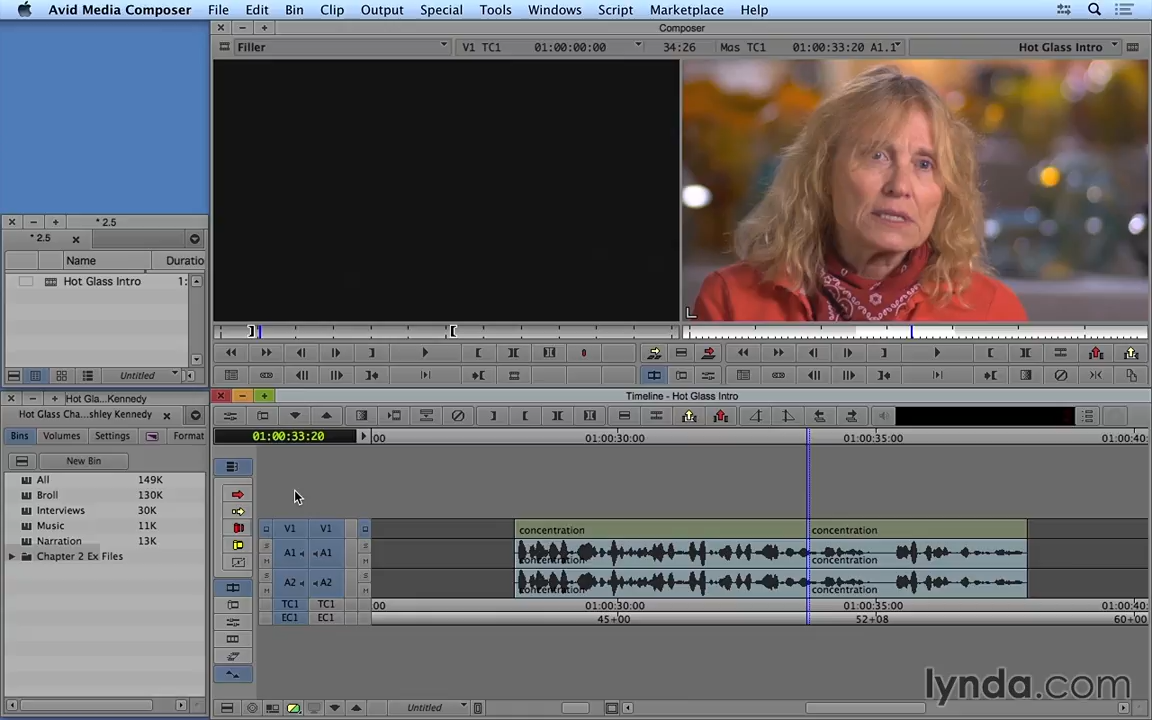 Avid Media Composer File Edit Bin Clip Output Special Tools Windows Script Marketplace Help
Composer
Filler V1 TC1 01:00:00:00 34:26 Mas TC1 01:00:33:20 A1.1 Hot Glass Intro
* 2.5
* 2.5
Name Duratio
Hot Glass Intro 1:
Untitled
Hot Gla...Kennedy
Hot Glass Cha...shley Kennedy
Bins Volumes Settings Format
New Bin
All 149K
Broll 130K
Interviews 30K
Music 11K
Narration 13K
Chapter 2 Ex Files
Timeline - Hot Glass Intro
01:00:33:20
00 01:00:30:00 01:00:35:00 01:00:40:
V1 V1 concentration concentration
S S
A1 A1
M M concentration concentration
S S
A2 A2
M M concentration concentration
TC1 TC1 00 01:00:30:00 01:00:35:00 01:00:40:
EC1 EC1 45+00 52+08 60+00
Untitled
lynda.com